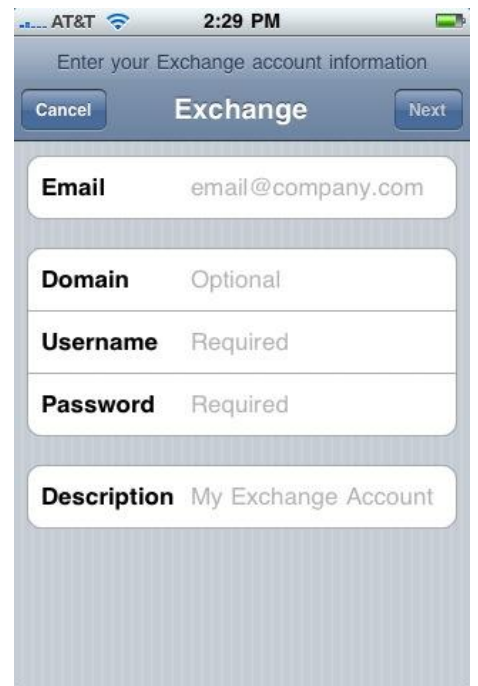 AT&T 2:29 PM
Enter your Exchange account information
Cancel Exchange Next
Email email@company.com
Domain Optional
Username Required
Password Required
Description My Exchange Account